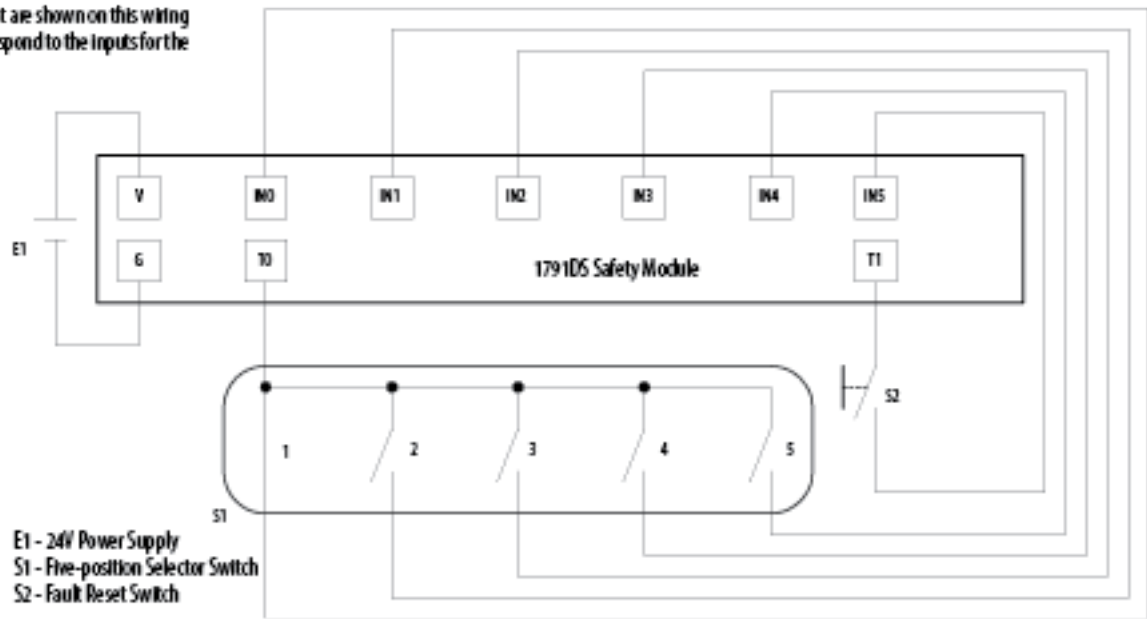 t are shown on this wiring
spond to the inputs for the
V IN0 IN1 IN2 IN3 IN4 IN5
E1
G T0 1791DS Safety Module T1
S2
1 2 3 4 5
S1
E1 - 24V Power Supply
S1 - Five-position Selector Switch
S2 - Fault Reset Switch